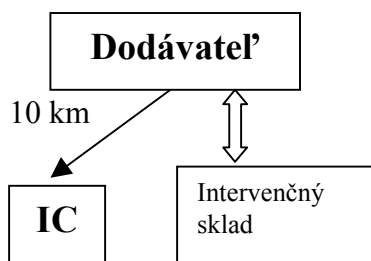 Dodávateľ
10 km
IC
Intervenčný
sklad